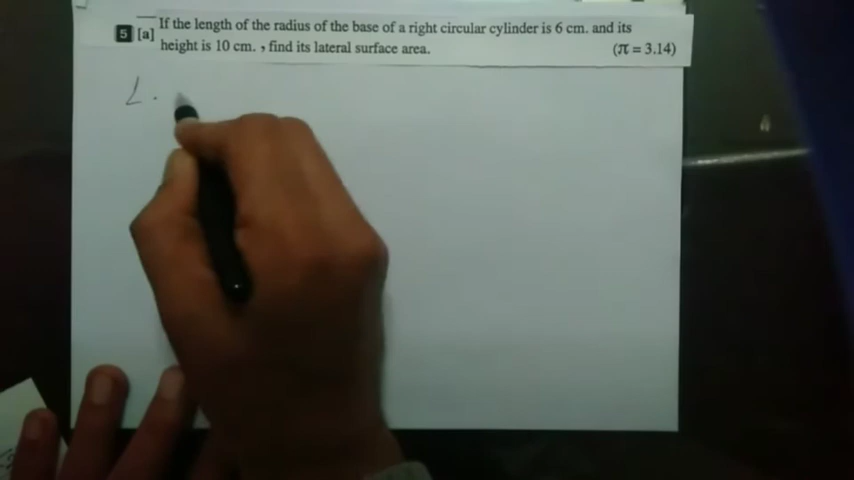 5 [a] If the length of the radius of the base of a right circular cylinder is 6 cm. and its
height is 10 cm. , find its lateral surface area. (π = 3.14)
L.